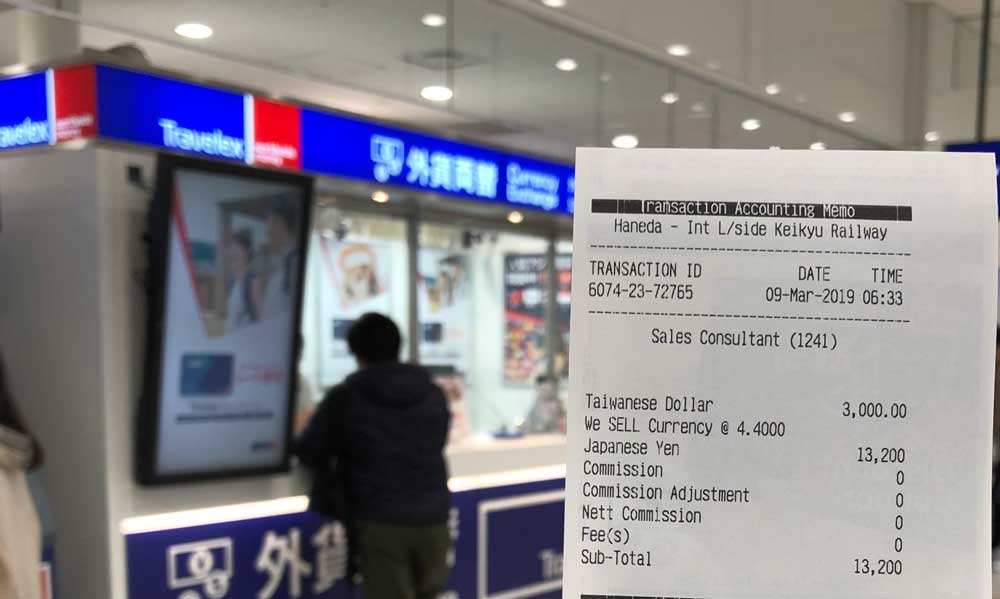 Travelex
Travelex
外貨両替
Currency
Exchange
外貨
Transaction Accounting Memo
Haneda - Int L/side Keikyu Railway
TRANSACTION ID DATE TIME
6074-23-72765 09-Mar-2019 06:33
Sales Consultant (1241)
Taiwanese Dollar 3,000.00
We SELL Currency @ 4.4000
Japanese Yen 13,200
Commission 0
Commission Adjustment 0
Nett Commission 0
Fee(s) 0
Sub-Total 13,200